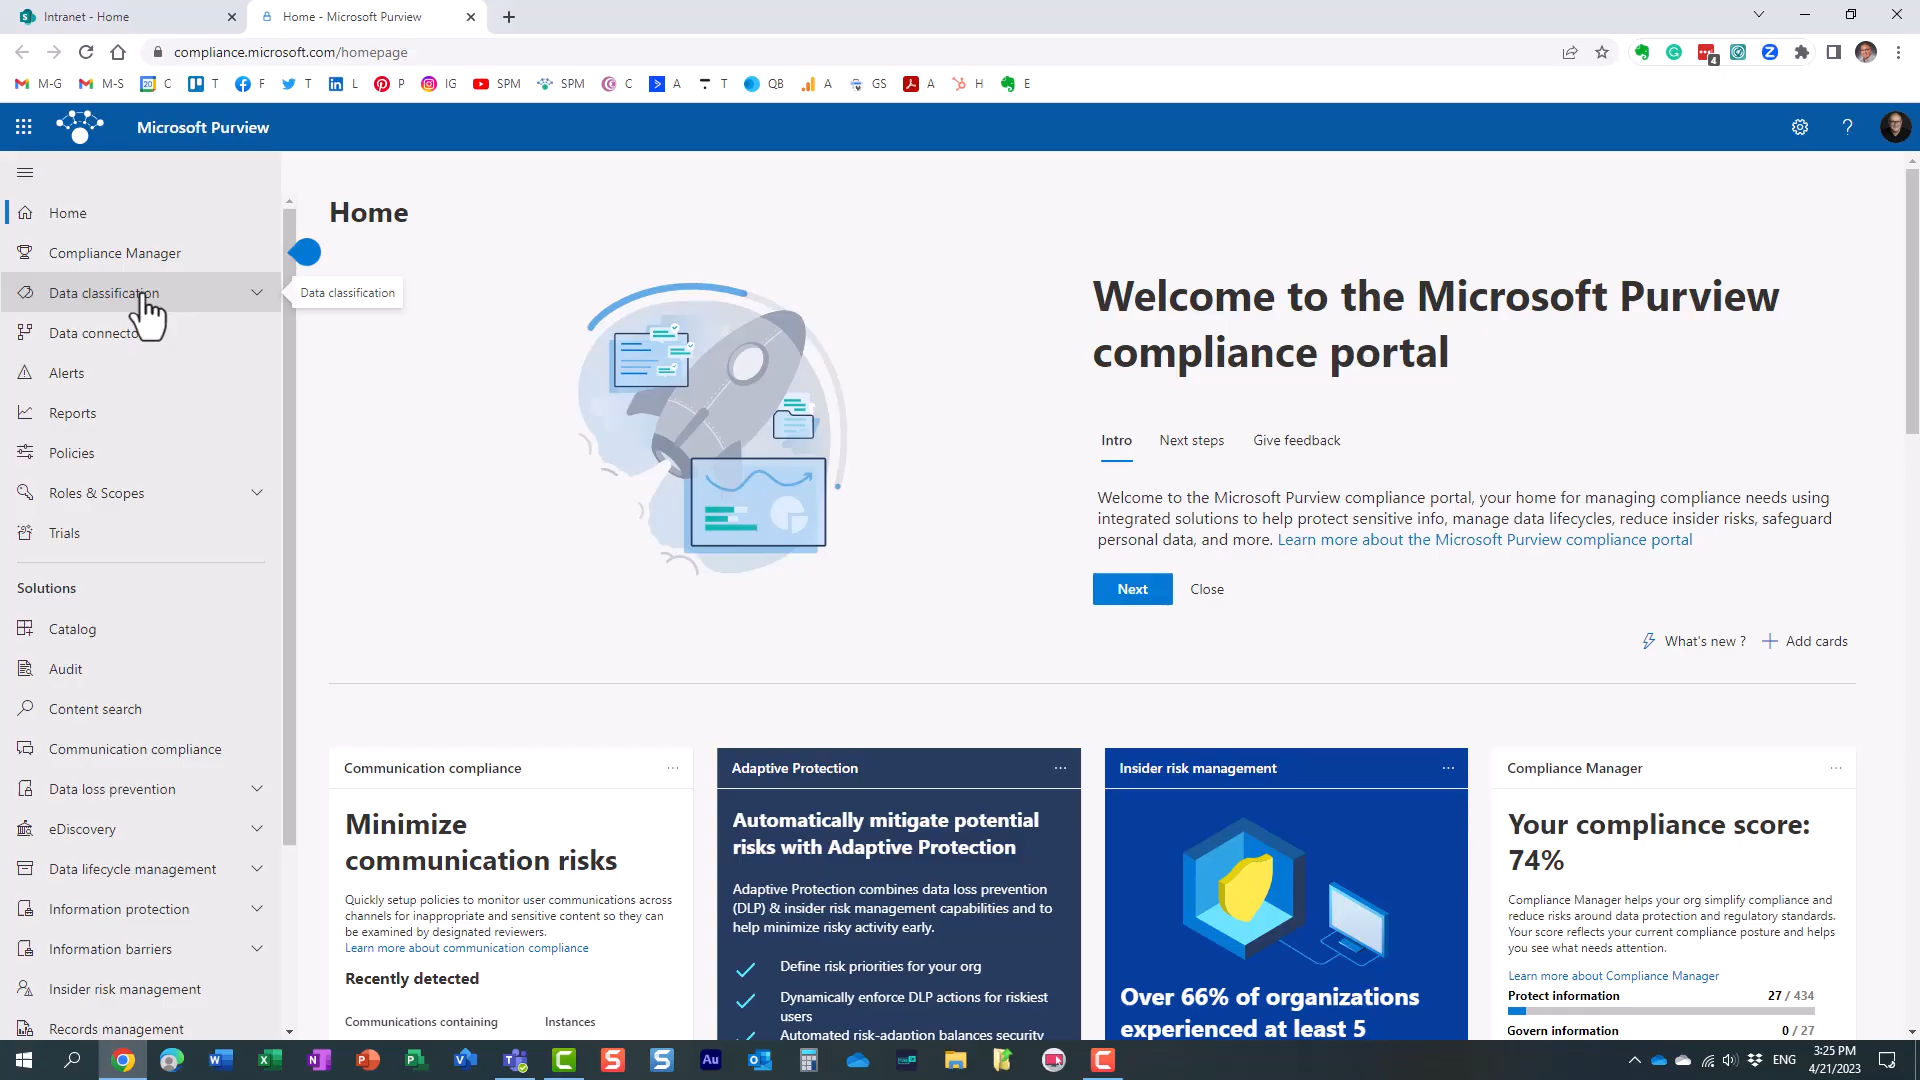 Intranet - Home
Home - Microsoft Purview
compliance.microsoft.com/homepage
M-G
M-S
C
T
F
T
L
P
IG
SPM
SPM
C
A
T
QB
A
GS
A
H
E
Microsoft Purview
Home
Compliance Manager
Data classification
Data connecto
Alerts
Reports
Policies
Roles & Scopes
Trials
Solutions
Catalog
Audit
Content search
Communication compliance
Data loss prevention
eDiscovery
Data lifecycle management
Information protection
Information barriers
Insider risk management
Records management
Data classification
Home
Welcome to the Microsoft Purview
compliance portal
Intro
Next steps
Give feedback
Welcome to the Microsoft Purview compliance portal, your home for managing compliance needs using
integrated solutions to help protect sensitive info, manage data lifecycles, reduce insider risks, safeguard
personal data, and more. Learn more about the Microsoft Purview compliance portal
Next
Close
What's new ?
Add cards
Communication compliance
Minimize
communication risks
Quickly setup policies to monitor user communications across
channels for inappropriate and sensitive content so they can
be examined by designated reviewers.
Learn more about communication compliance
Recently detected
Communications containing
Instances
Adaptive Protection
Automatically mitigate potential
risks with Adaptive Protection
Adaptive Protection combines data loss prevention
(DLP) & insider risk management capabilities and to
help minimize risky activity early.
Define risk priorities for your org
Dynamically enforce DLP actions for riskiest
users
Automated risk-adaption balances security
Insider risk management
Over 66% of organizations
experienced at least 5
Compliance Manager
Your compliance score:
74%
Compliance Manager helps your org simplify compliance and
reduce risks around data protection and regulatory standards.
Your score reflects your current compliance posture and helps
you see what needs attention.
Learn more about Compliance Manager
Protect information
27 / 434
Govern information
0 / 27
ENG
3:25 PM
4/21/2023